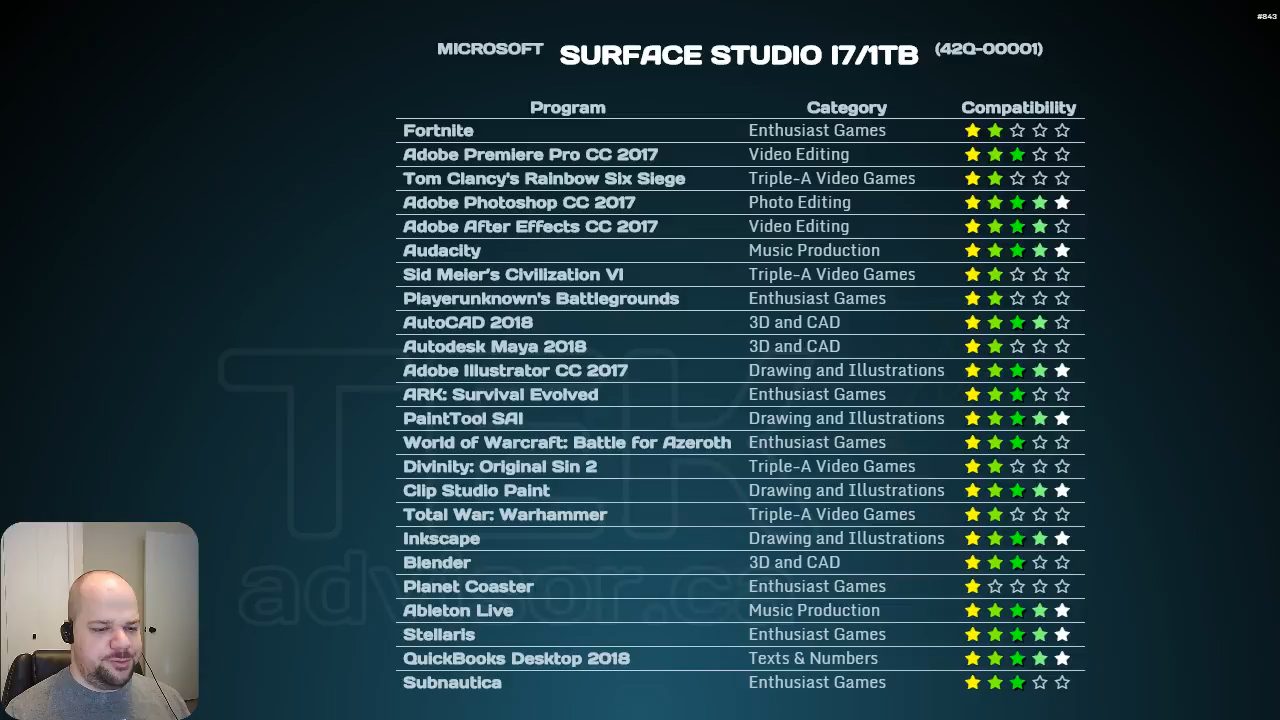 #843
MICROSOFT SURFACE STUDIO I7/1TB (42Q-00001)
Program Category Compatibility
Fortnite Enthusiast Games
Adobe Premiere Pro CC 2017 Video Editing
Tom Clancy's Rainbow Six Siege Triple-A Video Games
Adobe Photoshop CC 2017 Photo Editing
Adobe After Effects CC 2017 Video Editing
Audacity Music Production
Sid Meier's Civilization VI Triple-A Video Games
Playerunknown's Battlegrounds Enthusiast Games
AutoCAD 2018 3D and CAD
Autodesk Maya 2018 3D and CAD
Adobe Illustrator CC 2017 Drawing and Illustrations
ARK: Survival Evolved Enthusiast Games
PaintTool SAI Drawing and Illustrations
World of Warcraft: Battle for Azeroth Enthusiast Games
Divinity: Original Sin 2 Triple-A Video Games
Clip Studio Paint Drawing and Illustrations
Total War: Warhammer Triple-A Video Games
Inkscape Drawing and Illustrations
Blender 3D and CAD
Planet Coaster Enthusiast Games
Ableton Live Music Production
Stellaris Enthusiast Games
QuickBooks Desktop 2018 Texts & Numbers
Subnautica Enthusiast Games